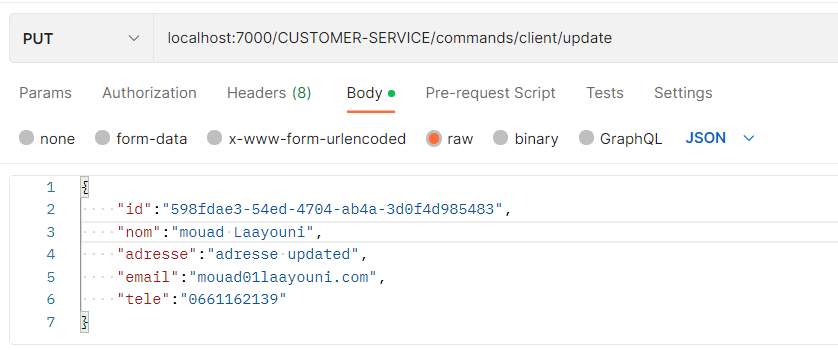 PUT localhost:7000/CUSTOMER-SERVICE/commands/client/update
Params Authorization Headers (8) Body Pre-request Script Tests Settings
none form-data x-www-form-urlencoded raw binary GraphQL JSON
1 {
2 "id":"598fdae3-54ed-4704-ab4a-3d0f4d985483",
3 "nom":"mouad Laayouni",
4 "adresse":"adresse updated",
5 "email":"mouad01laayouni.com",
6 "tele":"0661162139"
7 }